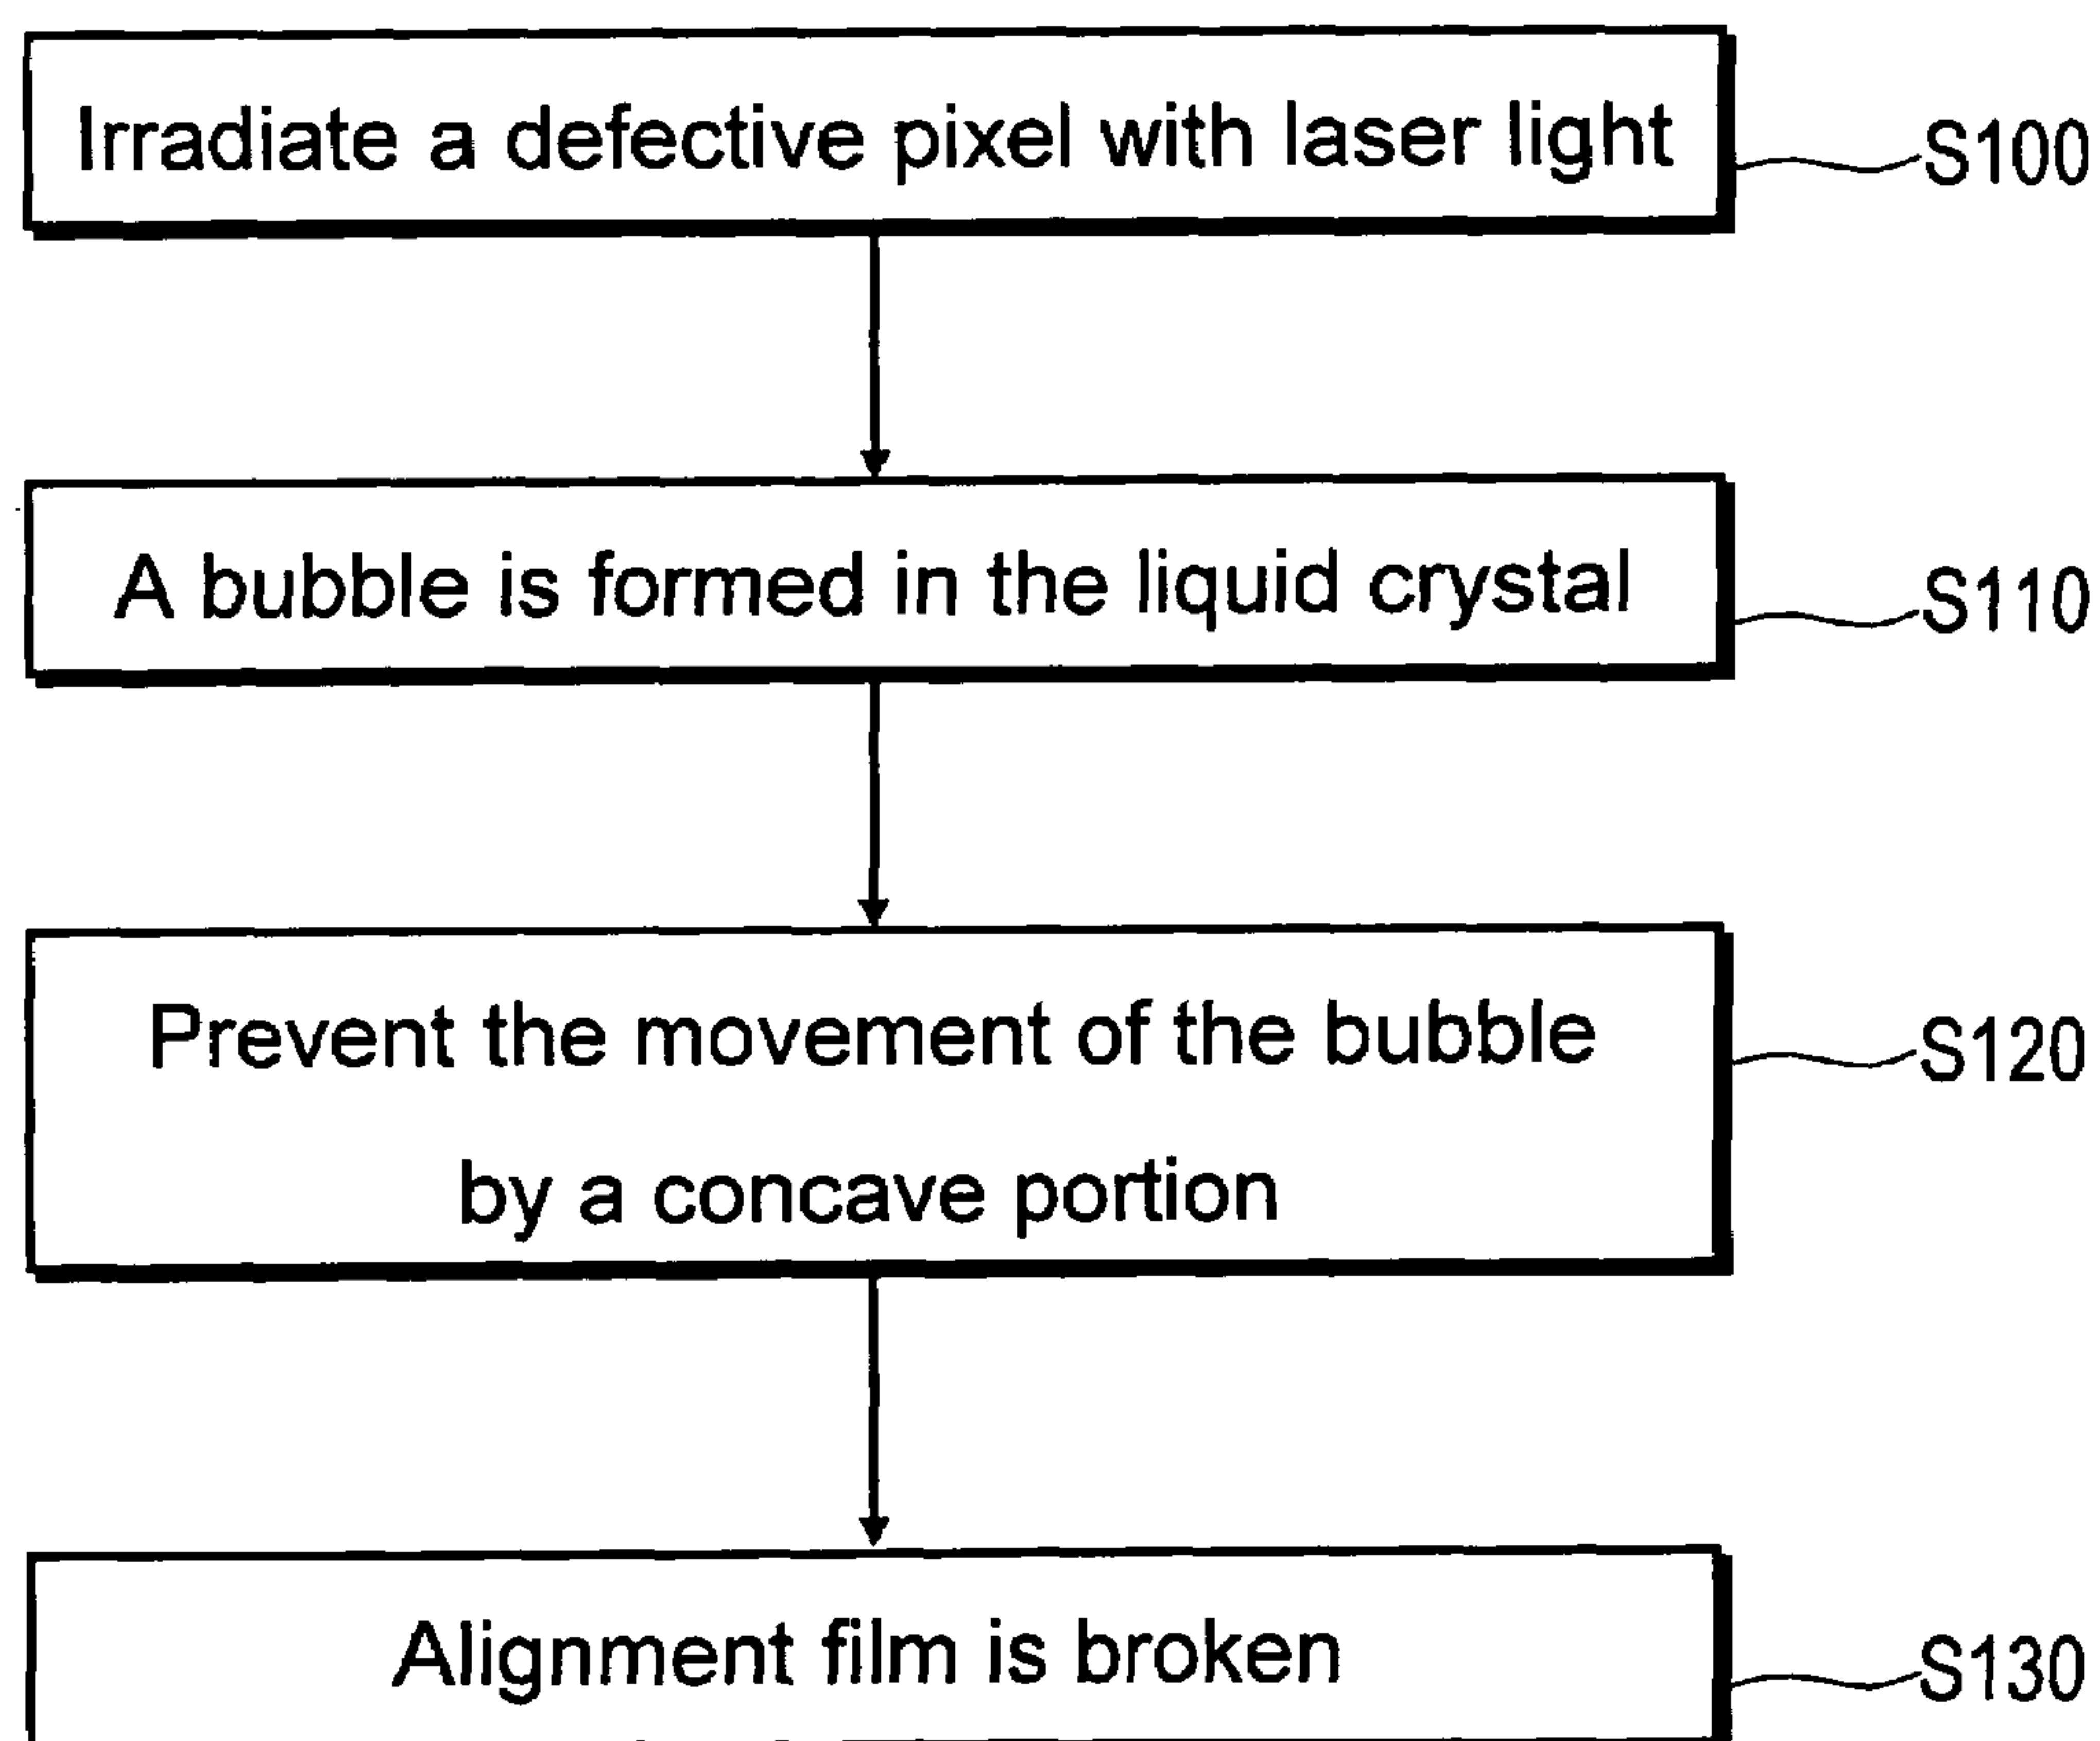 Irradiate a defective pixel with laser light
S100
A bubble is formed in the liquid crystal
S110
Prevent the movement of the bubble
S120
by a concave portion
Alignment film is broken
S130